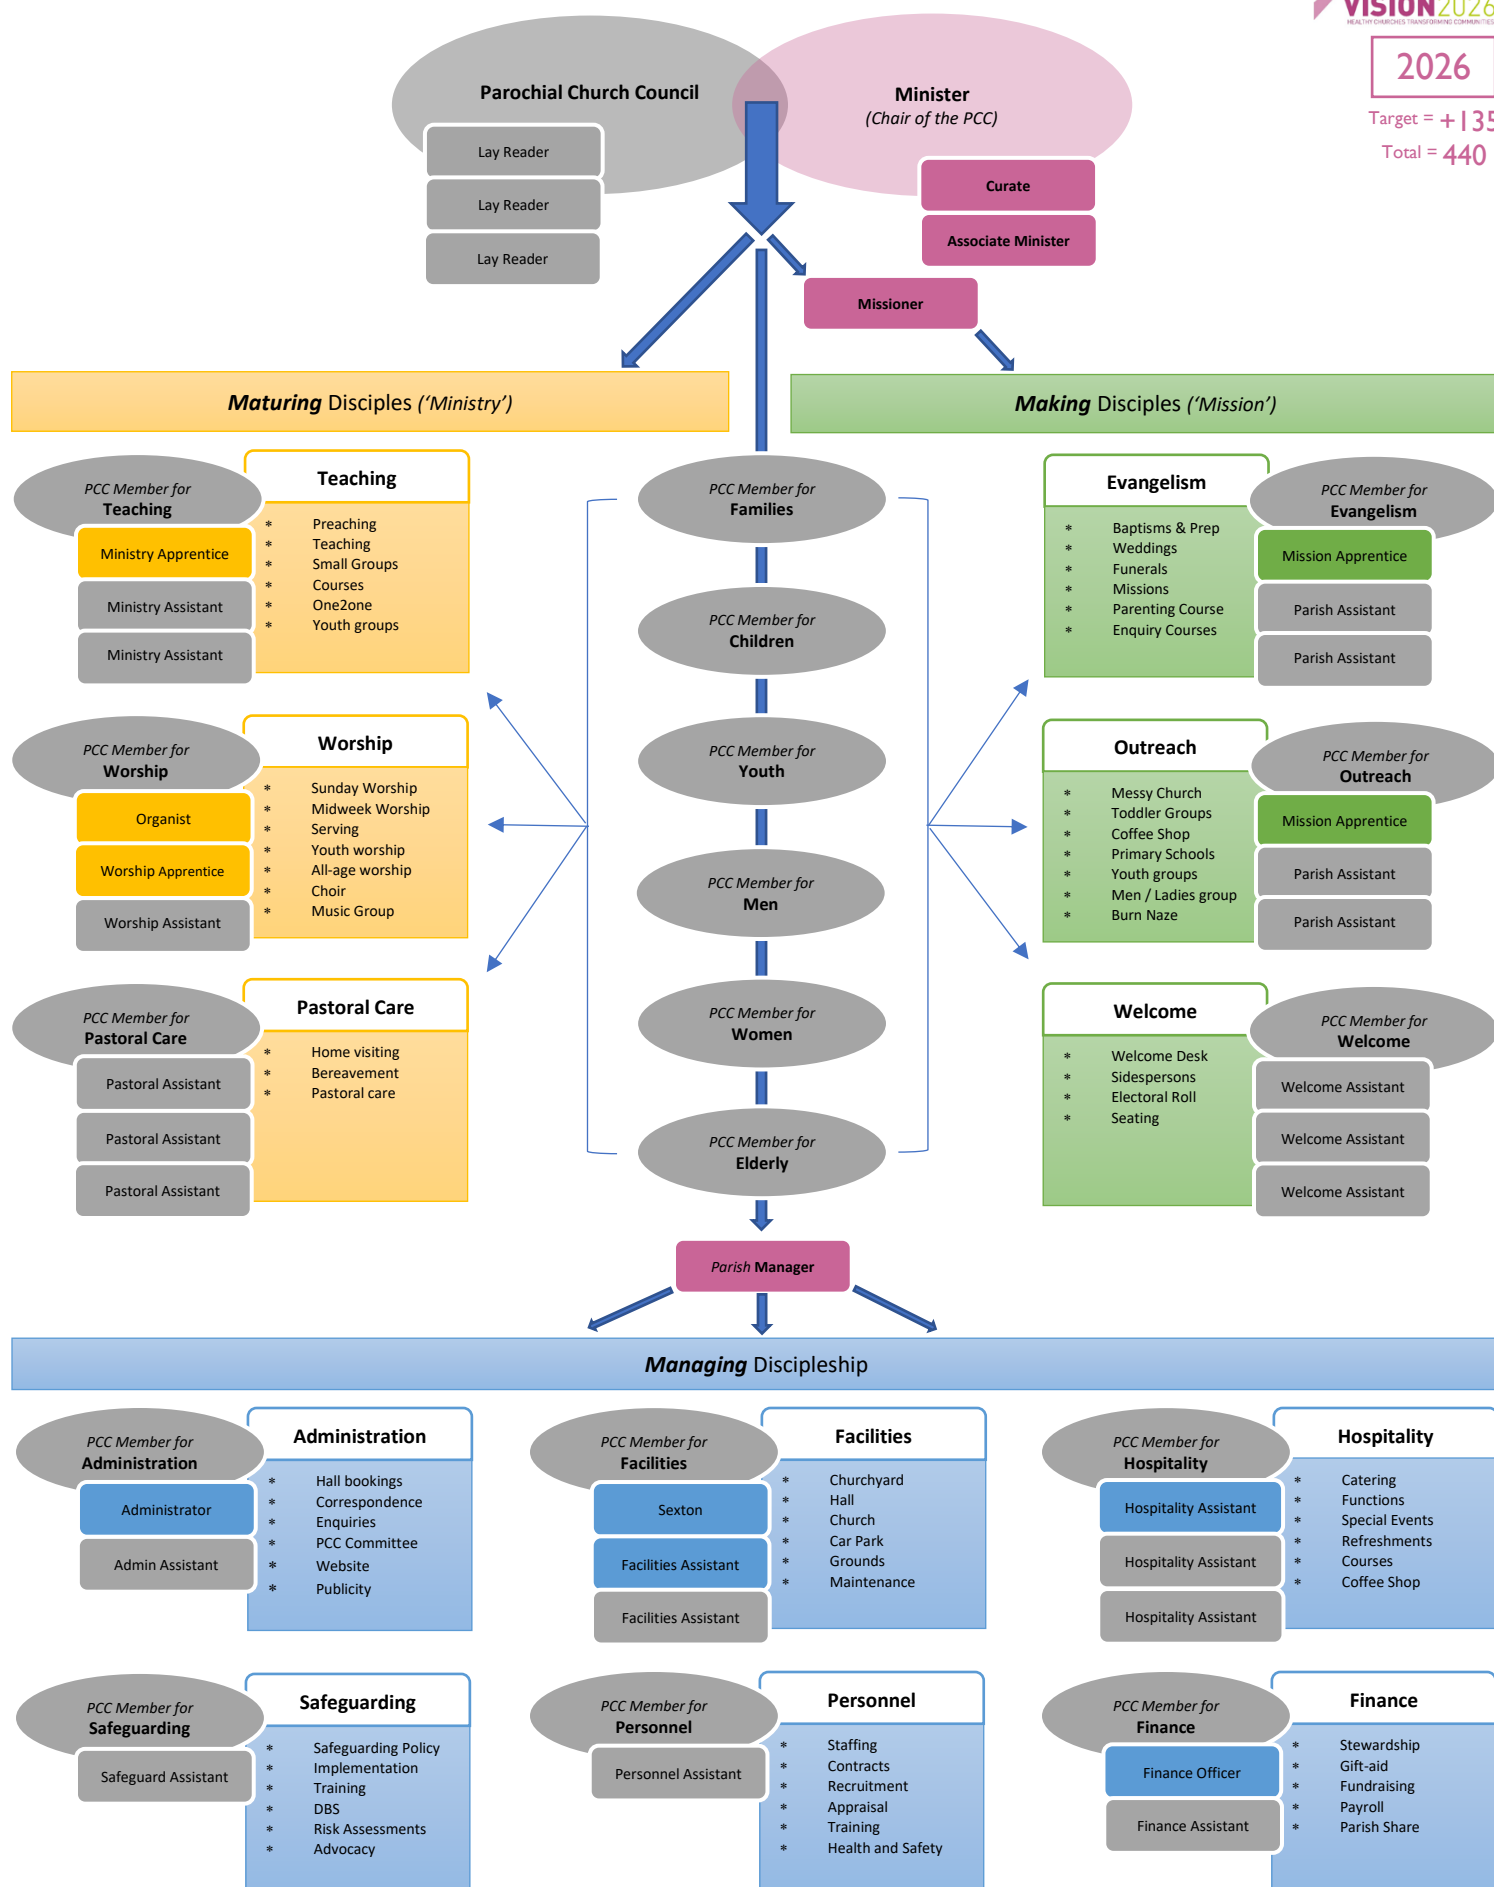 VISION2026
HEALTHY CHURCHES TRANSFORMING COMMUNITIES
2026
Target = +135
Total = 440
Parochial Church Council
Lay Reader
Lay Reader
Lay Reader
Minister
(Chair of the PCC)
Curate
Associate Minister
Missioner
Maturing Disciples (‘Ministry’)
Making Disciples (‘Mission’)
PCC Member for
Teaching
Ministry Apprentice
Ministry Assistant
Ministry Assistant
Teaching
* Preaching
* Teaching
* Small Groups
* Courses
* One2one
* Youth groups
PCC Member for
Worship
Organist
Worship Apprentice
Worship Assistant
Worship
* Sunday Worship
* Midweek Worship
* Serving
* Youth worship
* All-age worship
* Choir
* Music Group
PCC Member for
Pastoral Care
Pastoral Assistant
Pastoral Assistant
Pastoral Assistant
Pastoral Care
* Home visiting
* Bereavement
* Pastoral care
PCC Member for
Families
PCC Member for
Children
PCC Member for
Youth
PCC Member for
Men
PCC Member for
Women
PCC Member for
Elderly
Evangelism
* Baptisms & Prep
* Weddings
* Funerals
* Missions
* Parenting Course
* Enquiry Courses
PCC Member for
Evangelism
Mission Apprentice
Parish Assistant
Parish Assistant
Outreach
* Messy Church
* Toddler Groups
* Coffee Shop
* Primary Schools
* Youth groups
* Men / Ladies group
* Burn Naze
PCC Member for
Outreach
Mission Apprentice
Parish Assistant
Parish Assistant
Welcome
* Welcome Desk
* Sidespersons
* Electoral Roll
* Seating
PCC Member for
Welcome
Welcome Assistant
Welcome Assistant
Welcome Assistant
Parish Manager
Managing Discipleship
PCC Member for
Administration
Administrator
Admin Assistant
Administration
* Hall bookings
* Correspondence
* Enquiries
* PCC Committee
* Website
* Publicity
PCC Member for
Facilities
Sexton
Facilities Assistant
Facilities Assistant
Facilities
* Churchyard
* Hall
* Church
* Car Park
* Grounds
* Maintenance
PCC Member for
Hospitality
Hospitality Assistant
Hospitality Assistant
Hospitality Assistant
Hospitality
* Catering
* Functions
* Special Events
* Refreshments
* Courses
* Coffee Shop
PCC Member for
Safeguarding
Safeguard Assistant
Safeguarding
* Safeguarding Policy
* Implementation
* Training
* DBS
* Risk Assessments
* Advocacy
PCC Member for
Personnel
Personnel Assistant
Personnel
* Staffing
* Contracts
* Recruitment
* Appraisal
* Training
* Health and Safety
PCC Member for
Finance
Finance Officer
Finance Assistant
Finance
* Stewardship
* Gift-aid
* Fundraising
* Payroll
* Parish Share